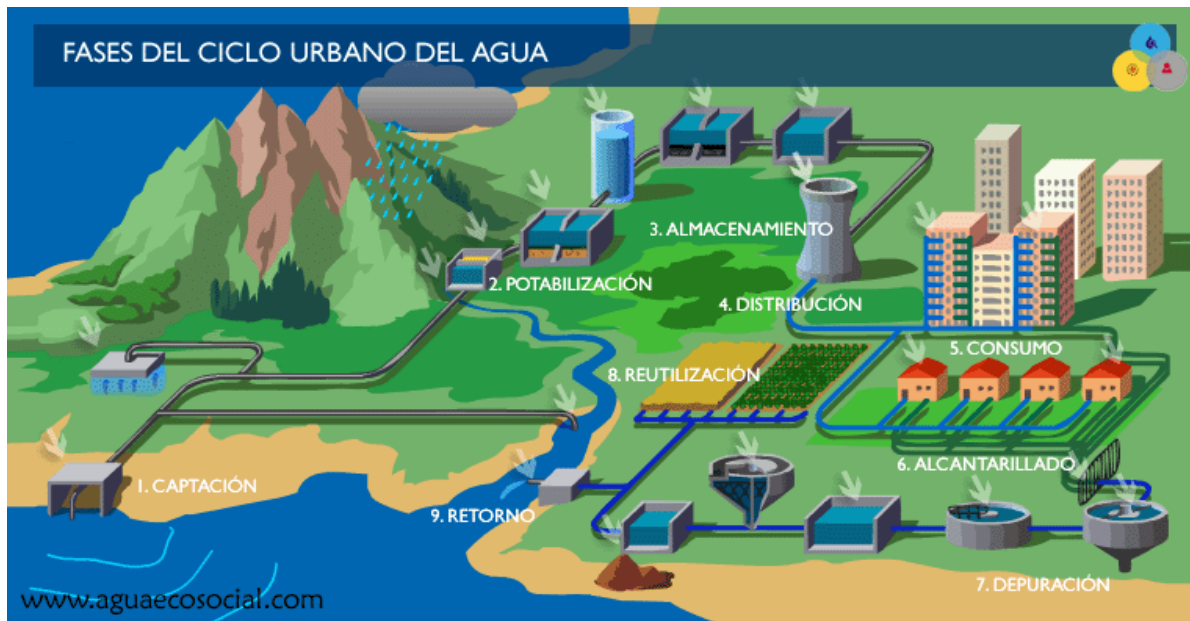 FASES DEL CICLO URBANO DEL AGUA
3. ALMACENAMIENTO
2. POTABILIZACIÓN
4. DISTRIBUCIÓN
5. CONSUMO
8. REUTILIZACIÓN
6. ALCANTARILLADO
1. CAPTACIÓN
9. RETORNO
7. DEPURACIÓN
www.aguaecosocial.com